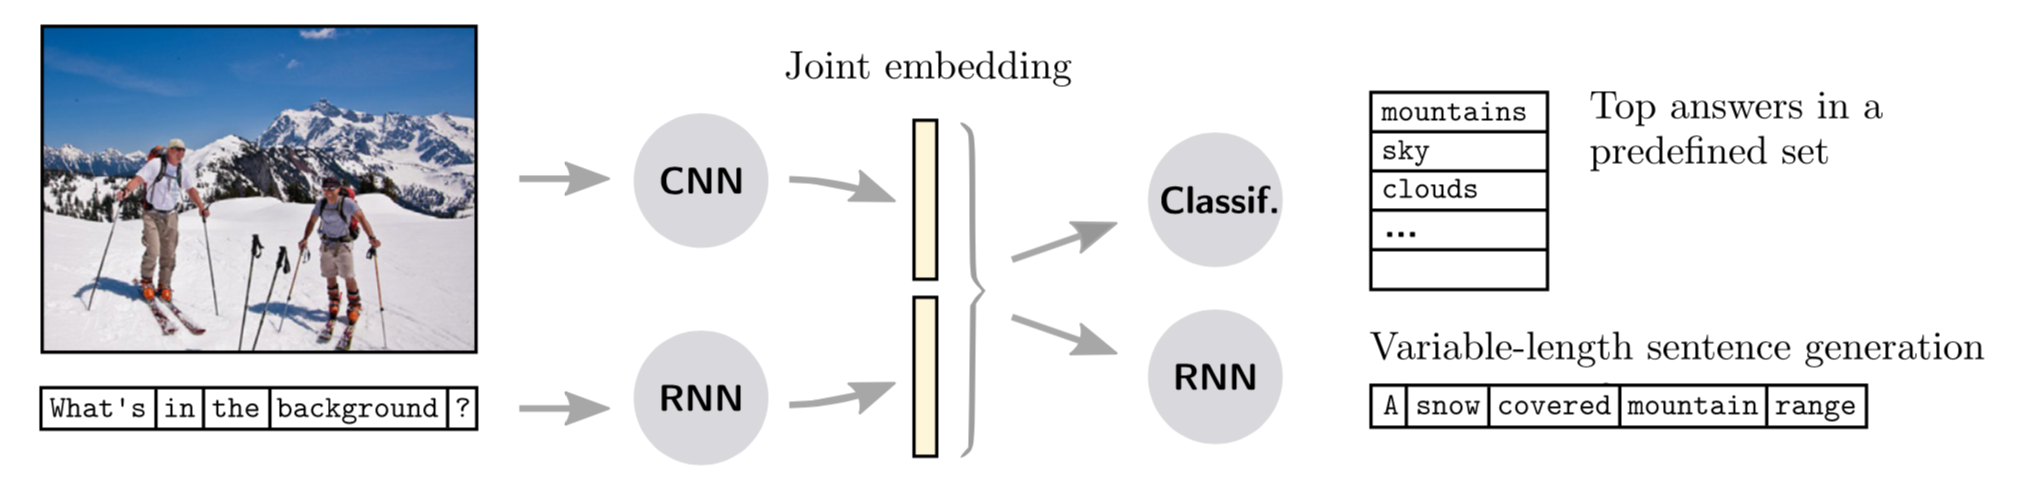 Joint embedding
CNN
RNN
What's in the background ?
Classif.
RNN
mountains
sky
clouds
...
Top answers in a
predefined set
Variable-length sentence generation
A snow covered mountain range